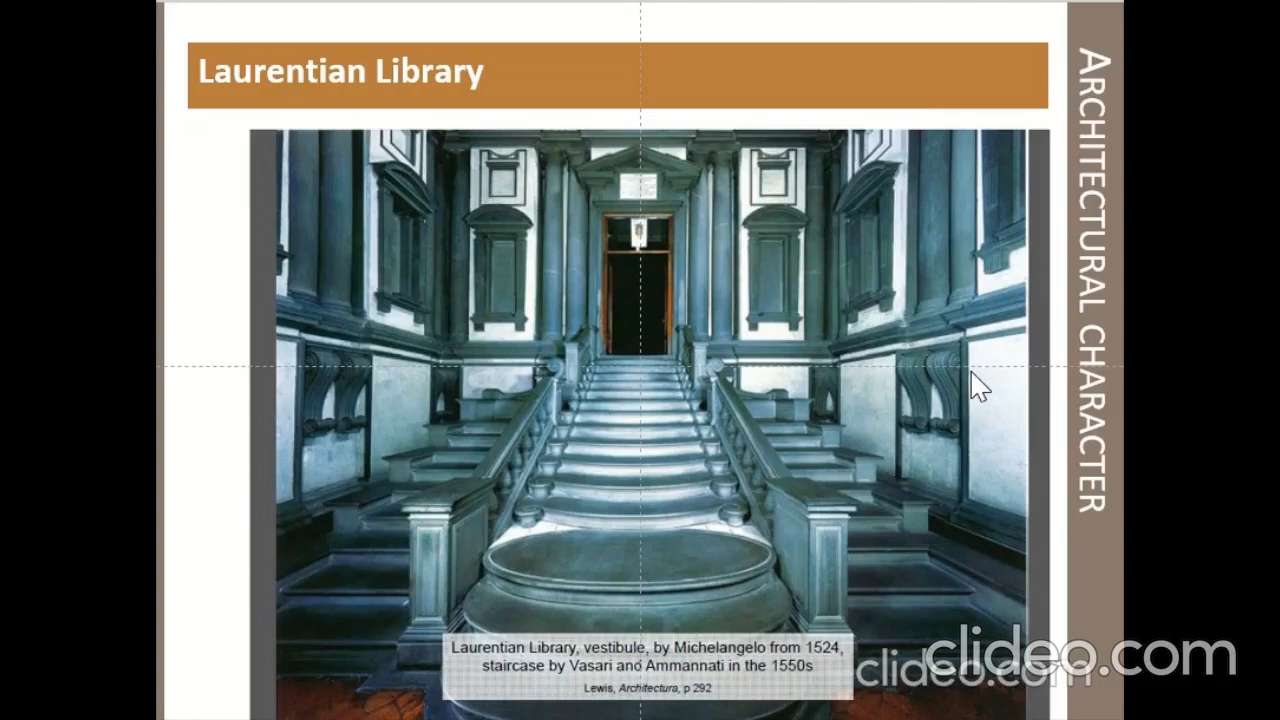 Laurentian Library
ARCHITECTURAL CHARACTER
Laurentian Library, vestibule, by Michelangelo from 1524,
staircase by Vasari and Ammannati in the 1550s
Lewis, Architectura, p 292
clideo.com
clideo.com